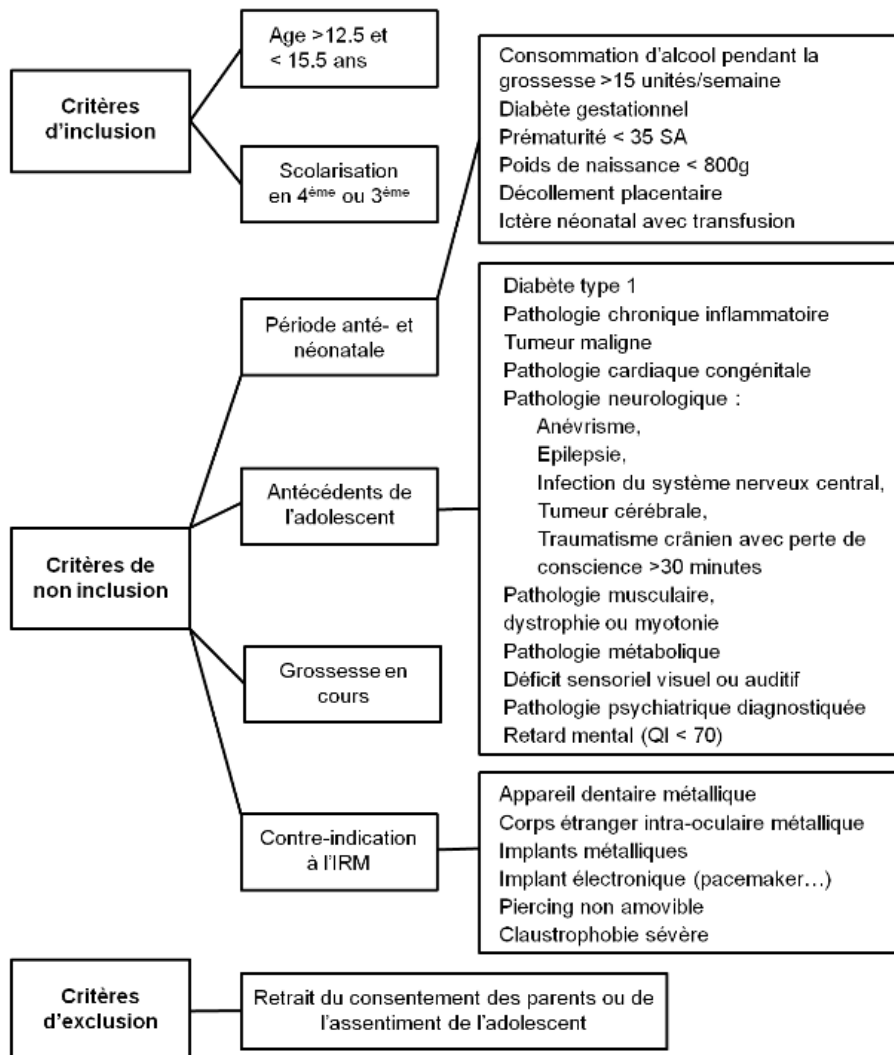 Critères
d'inclusion
Age >12.5 et
< 15.5 ans
Scolarisation
en 4ème ou 3ème
Critères de
non inclusion
Période anté- et
néonatale
Consommation d'alcool pendant la
grossesse >15 unités/semaine
Diabète gestationnel
Prématurité < 35 SA
Poids de naissance < 800g
Décollement placentaire
Ictère néonatal avec transfusion
Antécédents de
l'adolescent
Diabète type 1
Pathologie chronique inflammatoire
Tumeur maligne
Pathologie cardiaque congénitale
Pathologie neurologique :
Anévrisme,
Epilepsie,
Infection du système nerveux central,
Tumeur cérébrale,
Traumatisme crânien avec perte de
conscience >30 minutes
Pathologie musculaire,
dystrophie ou myotonie
Pathologie métabolique
Déficit sensoriel visuel ou auditif
Pathologie psychiatrique diagnostiquée
Retard mental (QI < 70)
Grossesse en
cours
Contre-indication
à l'IRM
Appareil dentaire métallique
Corps étranger intra-oculaire métallique
Implants métalliques
Implant électronique (pacemaker…)
Piercing non amovible
Claustrophobie sévère
Critères
d'exclusion
Retrait du consentement des parents ou de
l'assentiment de l'adolescent